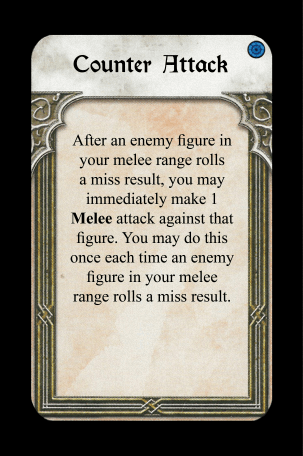 Counter Attack
After an enemy figure in
your melee range rolls
a miss result, you may
immediately make 1
Melee attack against that
figure. You may do this
once each time an enemy
figure in your melee
range rolls a miss result.